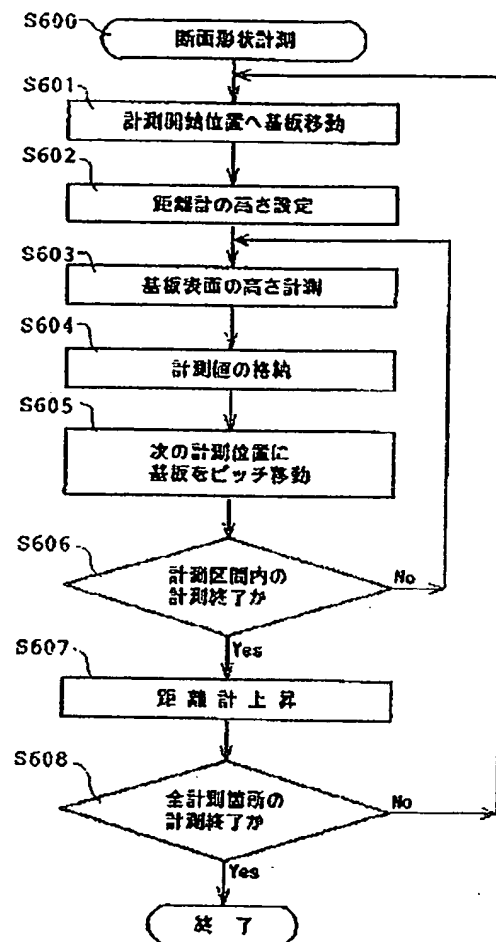 S600
断面形状計測
S601
計測開始位置へ基板移動
S602
距離計の高さ設定
S603
基板表面の高さ計測
S604
計測値の格納
S605
次の計測位置に
基板をピッチ移動
S606
計測区間内の
計測終了か
No
Yes
S607
距離計上昇
S608
全計測箇所の
計測終了か
No
Yes
終了